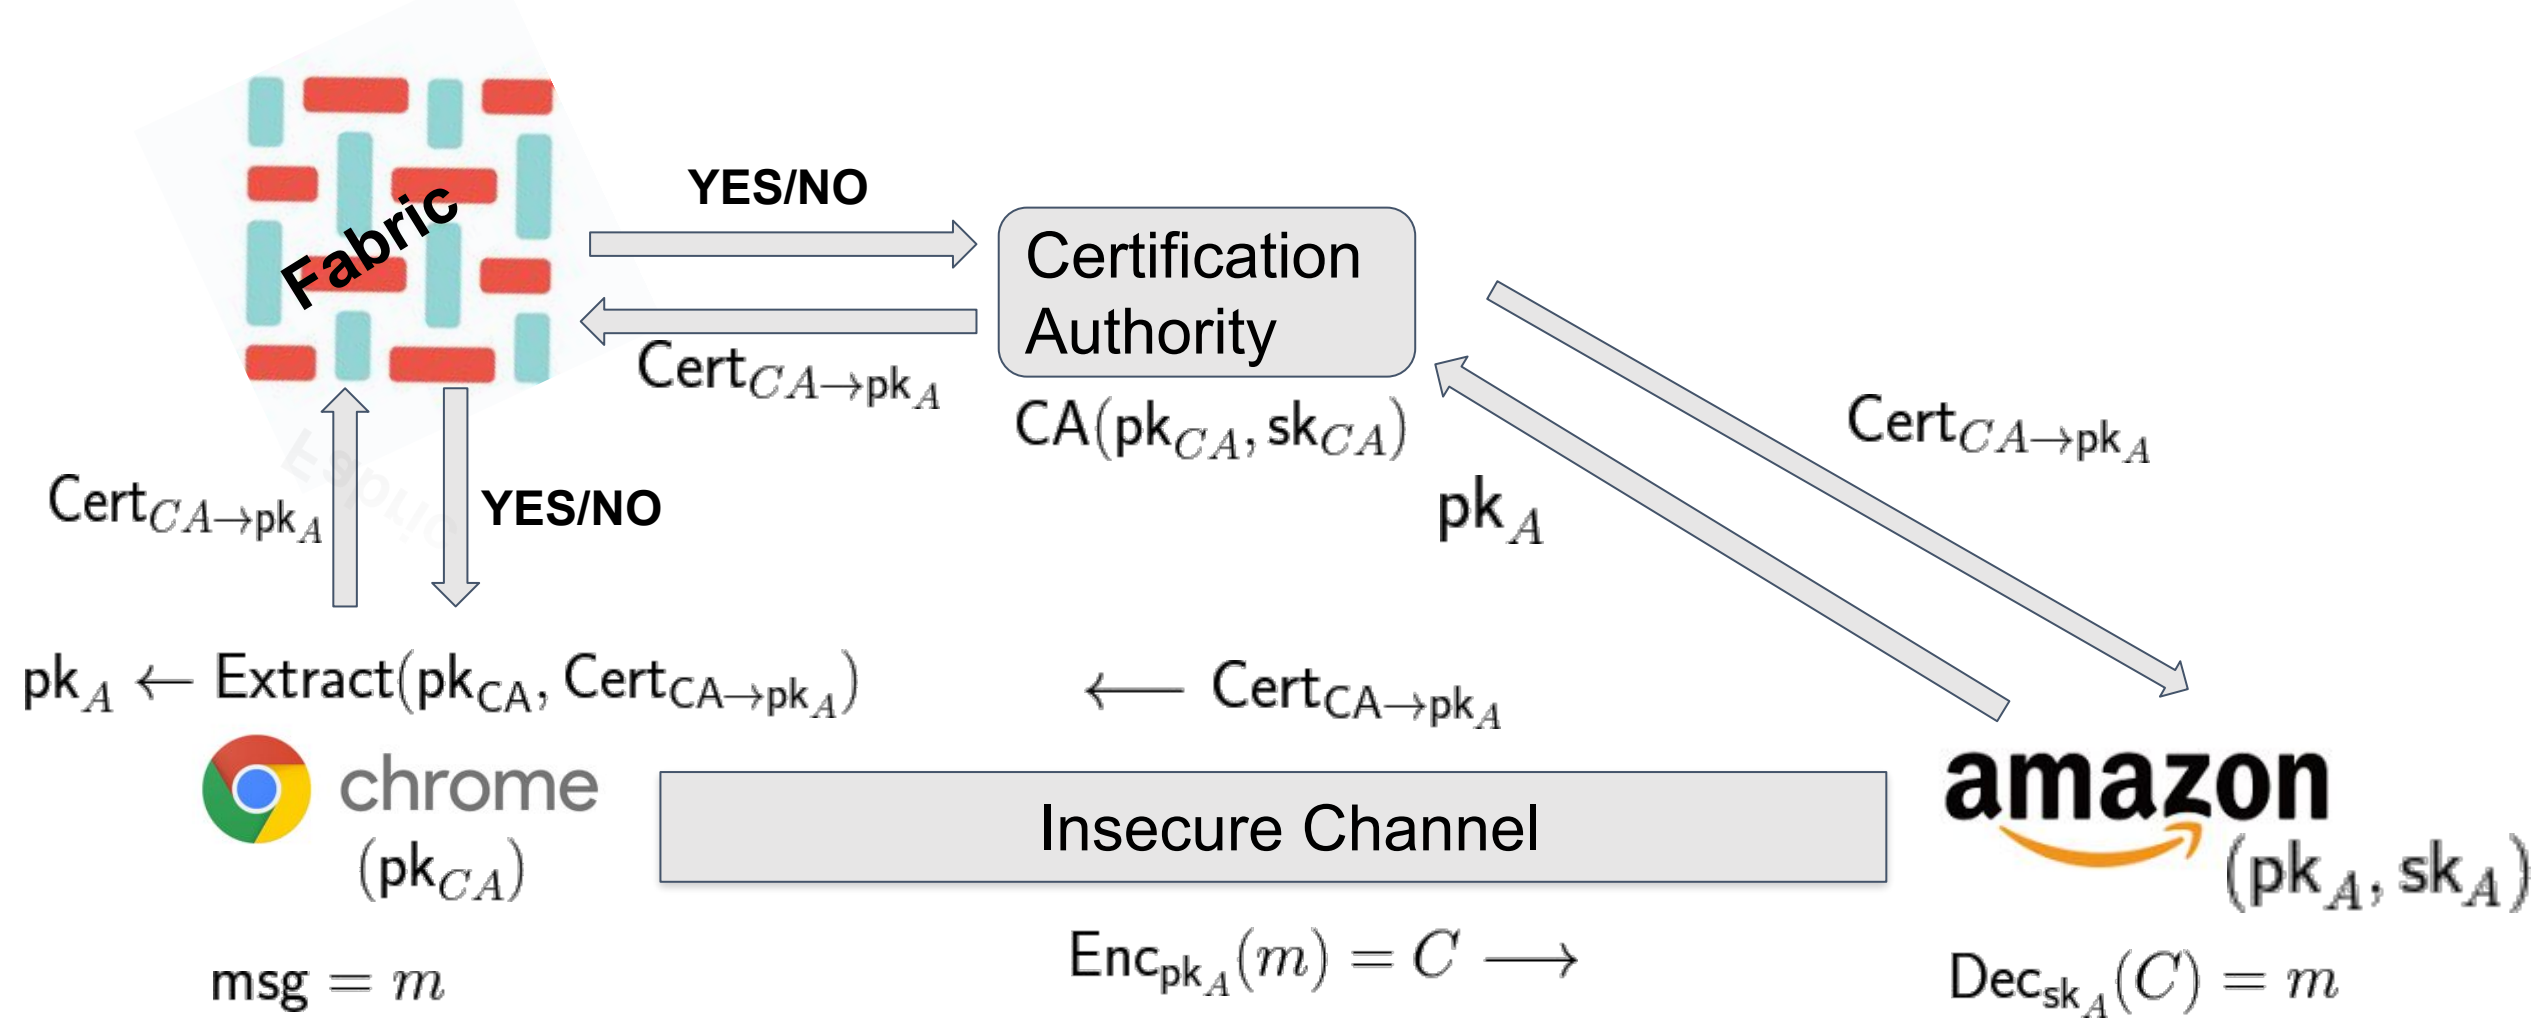 YES/NO
Fabric
Certification
Authority
Cert_{CA→pk_A}
CA(pk_{CA}, sk_{CA})
Cert_{CA→pk_A}
pk_A
Cert_{CA→pk_A}
YES/NO
Fabric
pk_A ← Extract(pk_{CA}, Cert_{CA→pk_A})
⟵ Cert_{CA→pk_A}
chrome
(pk_{CA})
Insecure Channel
amazon
(pk_A, sk_A)
msg = m
Enc_{pk_A}(m) = C ⟶
Dec_{sk_A}(C) = m